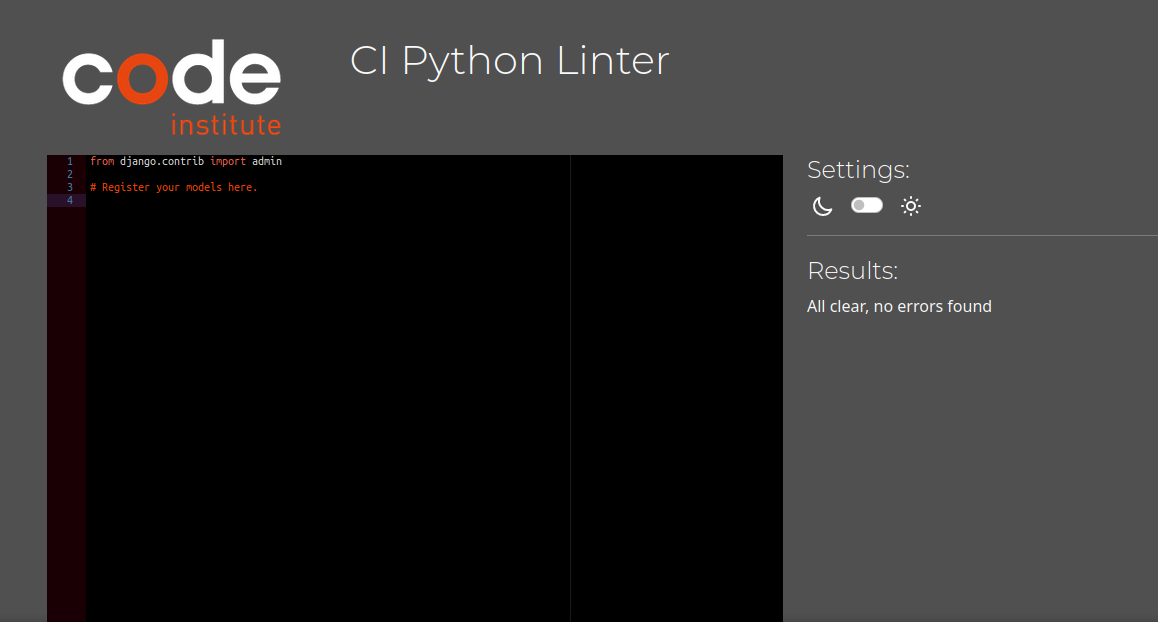 code
institute
CI Python Linter
1 from django.contrib import admin
2
3 # Register your models here.
4
Settings:
Results:
All clear, no errors found